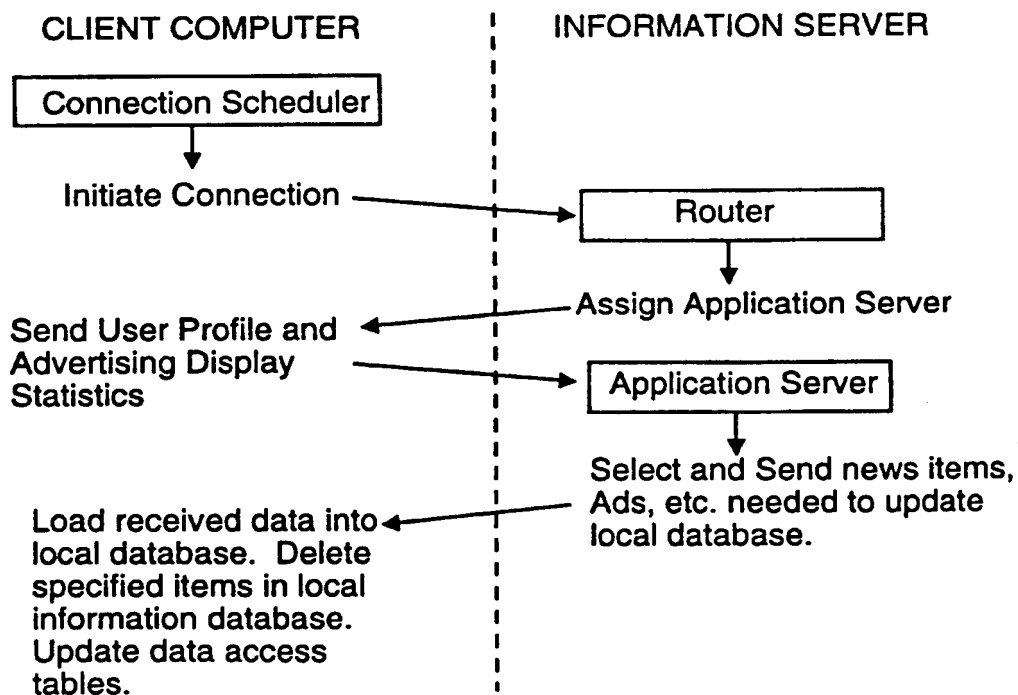 CLIENT COMPUTER
INFORMATION SERVER
Connection Scheduler
Initiate Connection
Router
Assign Application Server
Send User Profile and
Advertising Display
Statistics
Application Server
Select and Send news items,
Ads, etc. needed to update
local database.
Load received data into
local database.  Delete
specified items in local
information database.
Update data access
tables.